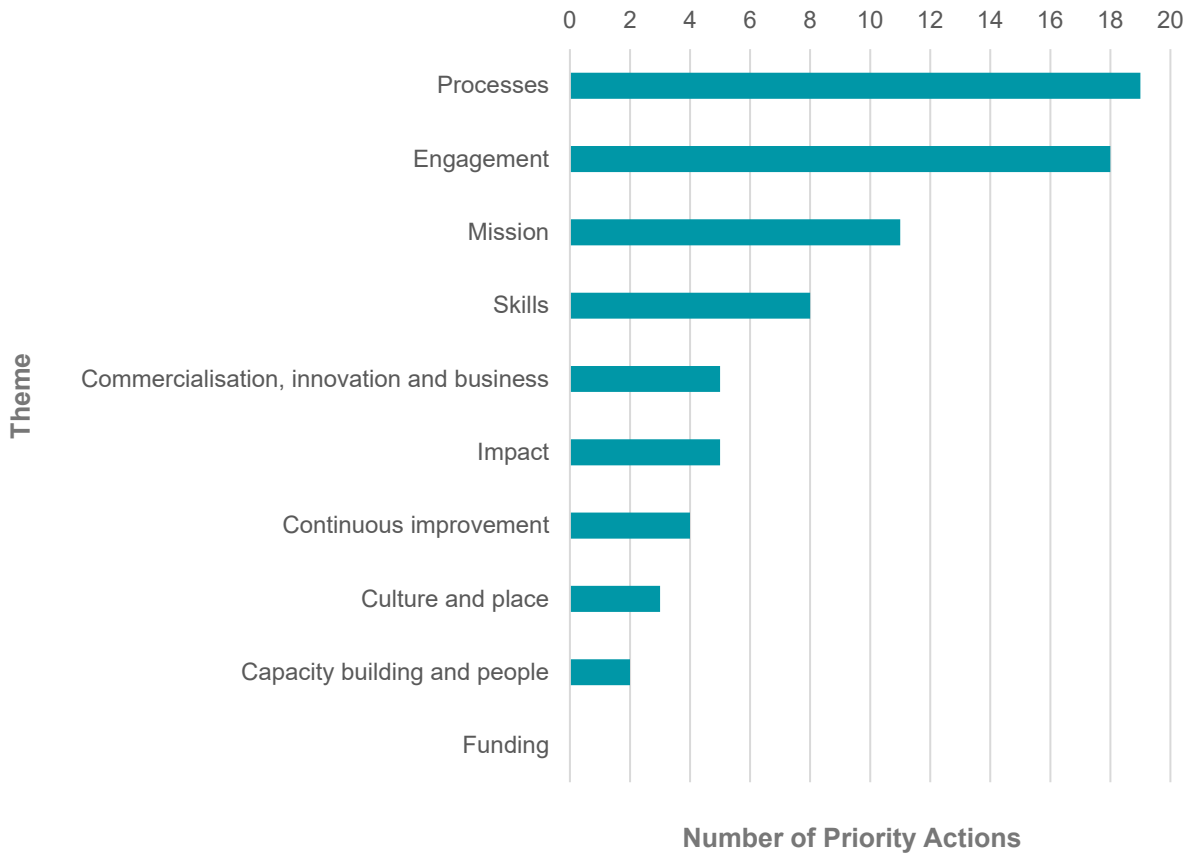 0 2 4 6 8 10 12 14 16 18 20
Processes
Engagement
Mission
Skills
Commercialisation, innovation and business
Impact
Continuous improvement
Culture and place
Capacity building and people
Funding
Theme
Number of Priority Actions